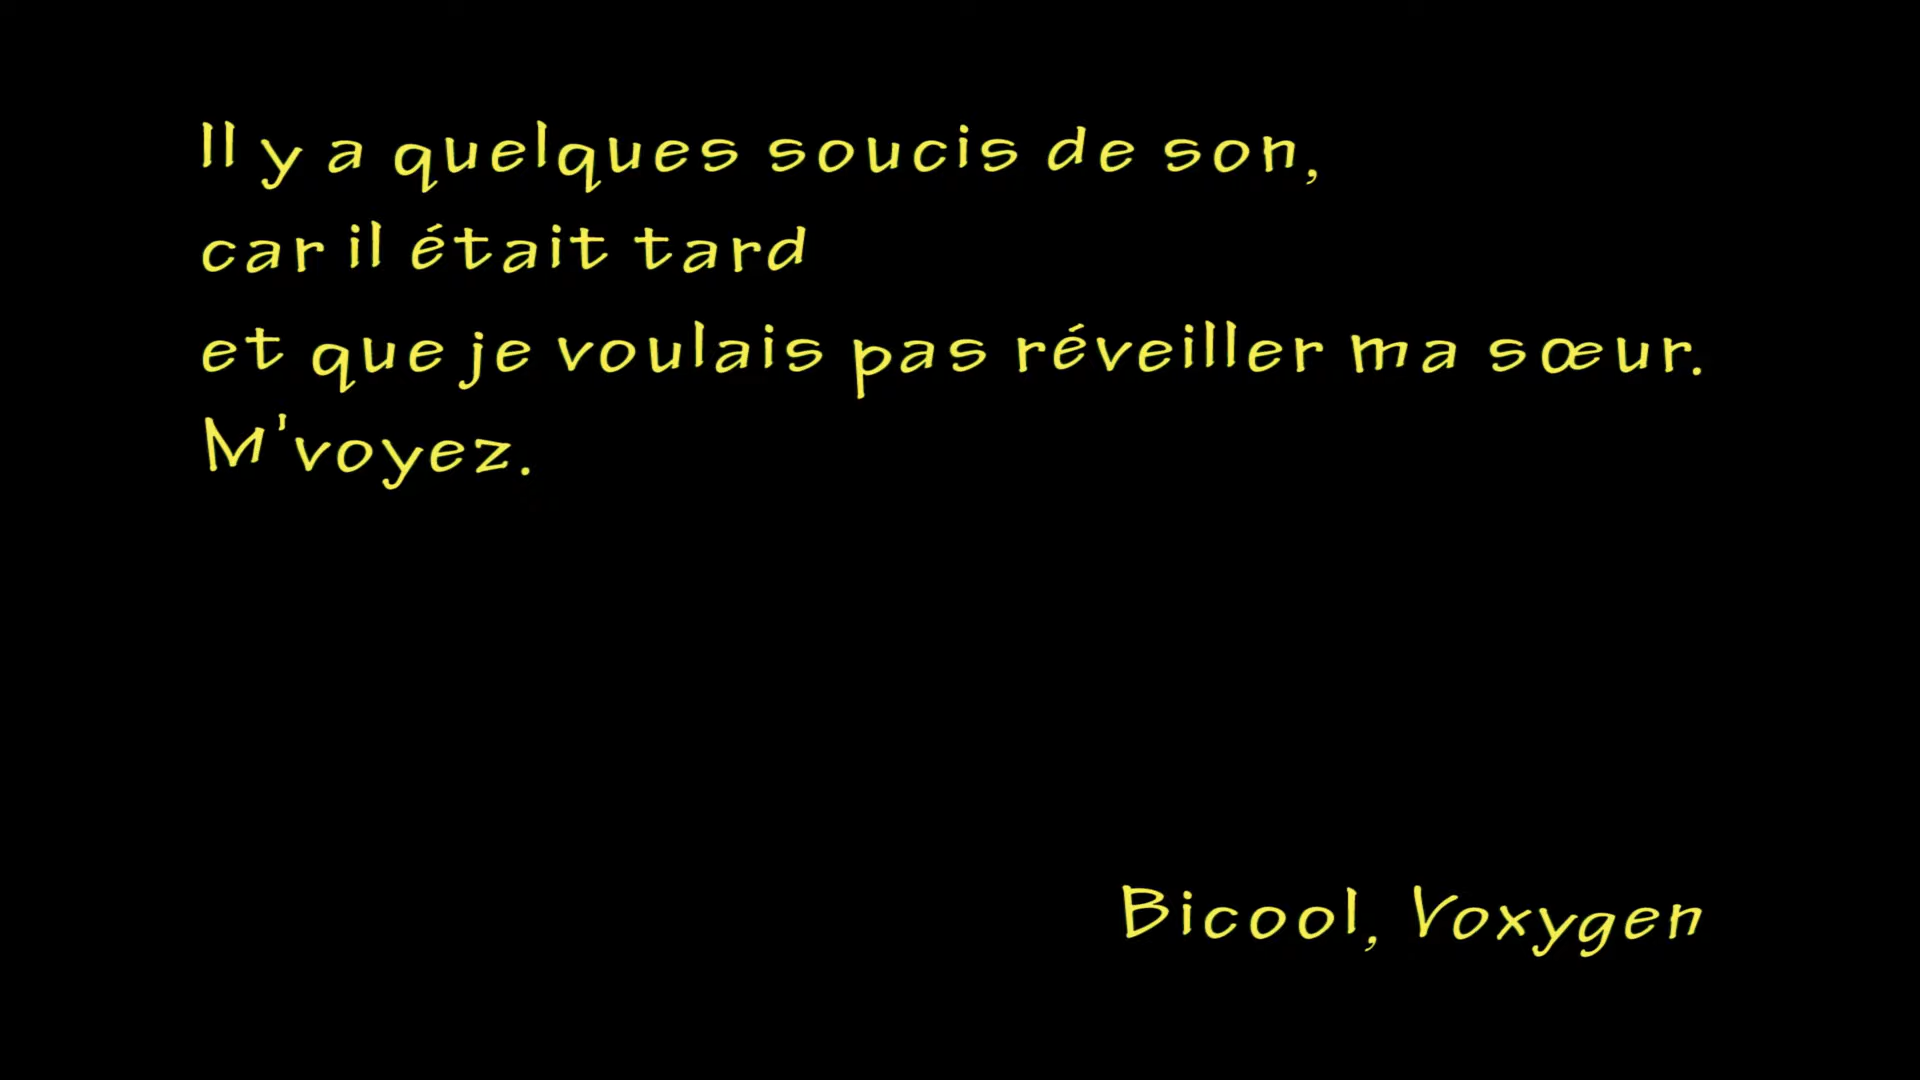 Il y a quelques soucis de son,
car il était tard
et que je voulais pas réveiller ma sœur.
M'voyez.
Bicool, Voxygen